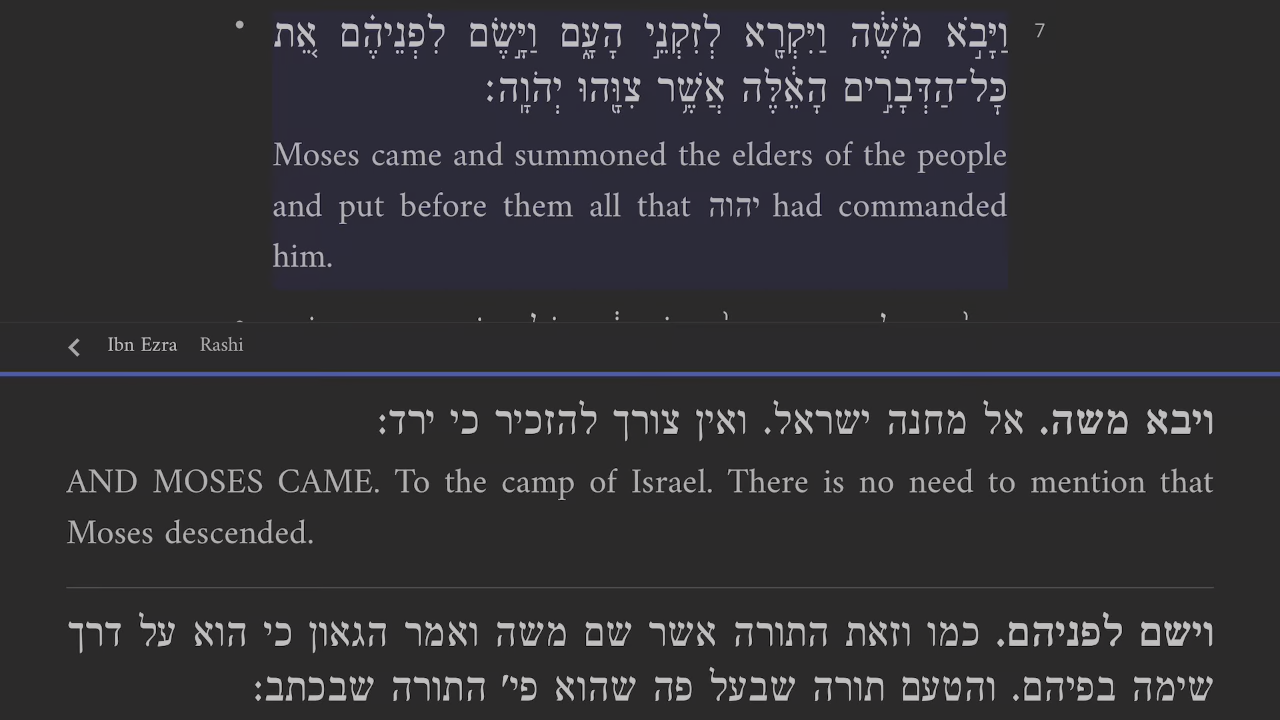 וַיָּבֹ֣א מֹשֶׁ֔ה וַיִּקְרָ֖א לְזִקְנֵ֣י הָעָ֑ם וַיָּ֣שֶׂם לִפְנֵיהֶ֗ם אֵ֚ת
7
כׇּל־הַדְּבָרִ֣ים הָאֵ֔לֶּה אֲשֶׁ֥ר צִוָּ֖הוּ יְהֹוָֽה׃
Moses came and summoned the elders of the people
and put before them all that יהוה had commanded
him.
Ibn Ezra Rashi
ויבא משה. אל מחנה ישראל. ואין צורך להזכיר כי ירד:
AND MOSES CAME. To the camp of Israel. There is no need to mention that
Moses descended.
וישם לפניהם. כמו וזאת התורה אשר שם משה ואמר הגאון כי הוא על דרך
שימה בפיהם. והטעם תורה שבעל פה שהוא פי׳ התורה שבכתב: